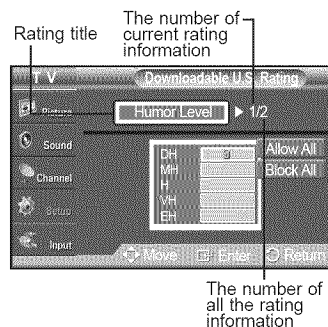 Rating title
The number of
current rating
information
TV
Downloadable U.S. Rating
Picture
Humor Level ► 1/2
Sound
DH
Allow All
MH
Block All
Channel
H
VH
Setup
EH
Input
Move Enter Return
The number of
all the rating
information